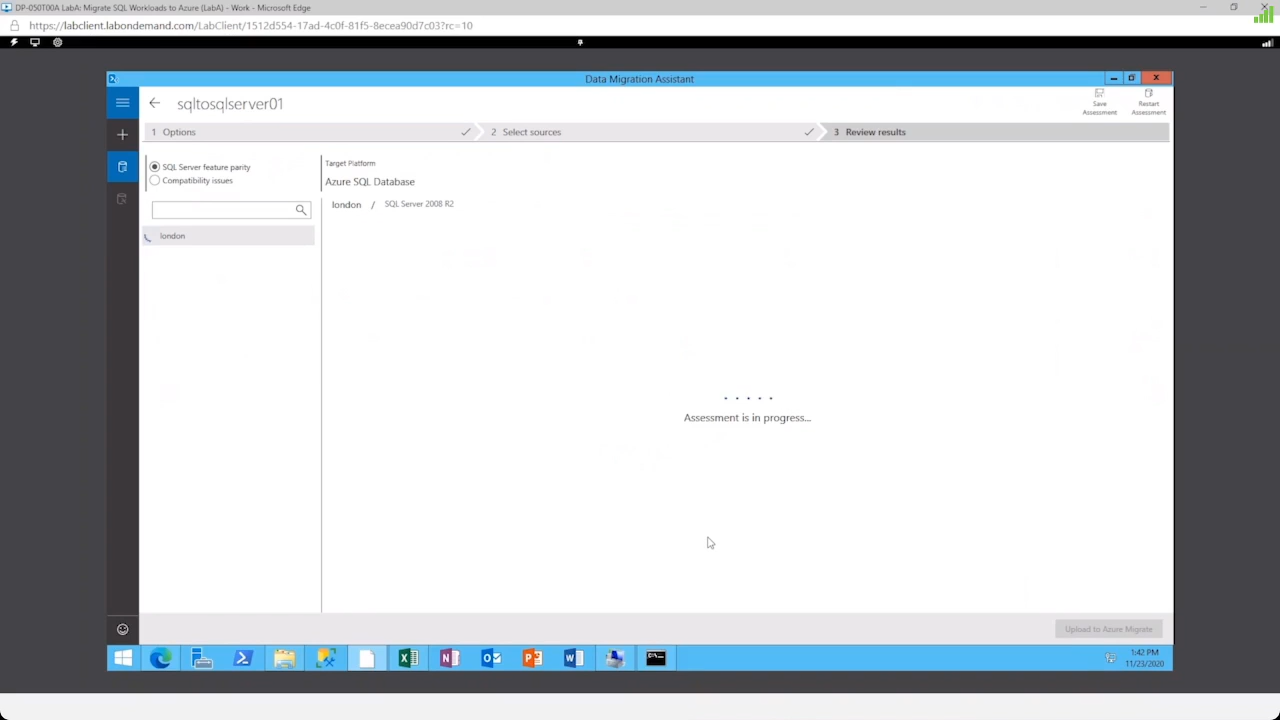 DP-050T00A LabA: Migrate SQL Workloads to Azure (LabA) - Work - Microsoft Edge
https://labclient.labondemand.com/LabClient/1512d554-17ad-4c0f-81f5-8ecea90d7c03?rc=10
Data Migration Assistant
sqltosqlserver01
Save Assessment
Restart Assessment
1 Options
2 Select sources
3 Review results
SQL Server feature parity
Compatibility issues
Target Platform
Azure SQL Database
london / SQL Server 2008 R2
london
Assessment is in progress...
Upload to Azure Migrate
1:42 PM
11/23/2020